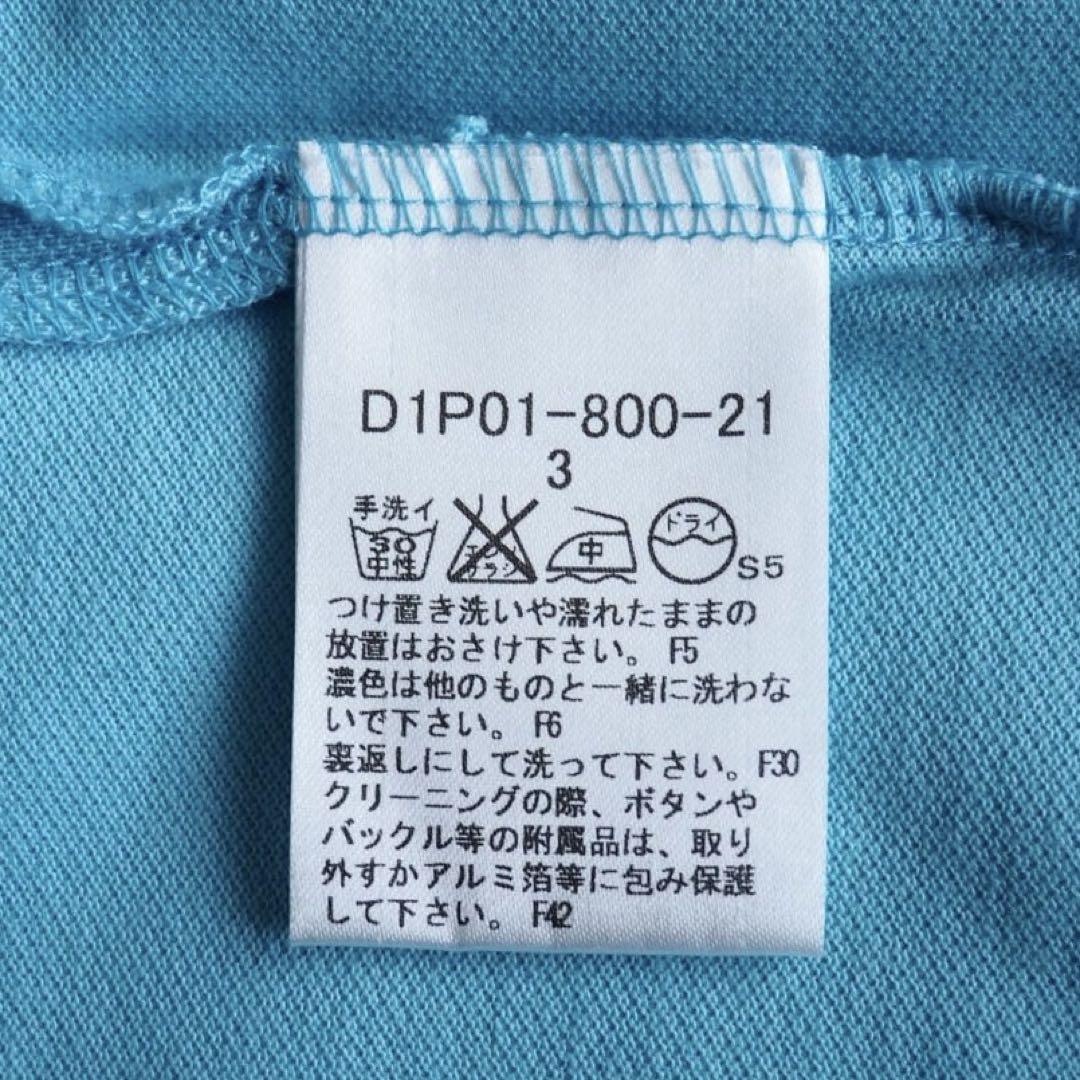 D1P01-800-21
3
手洗イ
30
中性
エンソ
サラシ
中
ドライ
S5
つけ置き洗いや濡れたままの
放置はおさけ下さい。 F5
濃色は他のものと一緒に洗わな
いで下さい。 F6
裏返しにして洗って下さい。F30
クリーニングの際、ボタンや
バックル等の附属品は、取り
外すかアルミ箔等に包み保護
して下さい。 F42